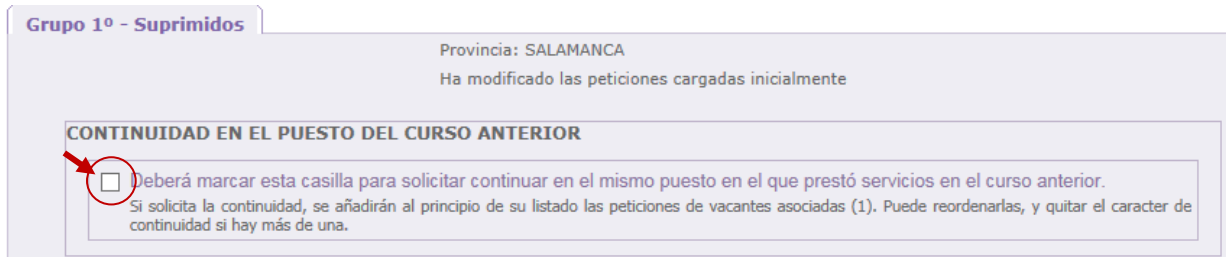 Grupo 1º - Suprimidos
Provincia: SALAMANCA
Ha modificado las peticiones cargadas inicialmente
CONTINUIDAD EN EL PUESTO DEL CURSO ANTERIOR
Deberá marcar esta casilla para solicitar continuar en el mismo puesto en el que prestó servicios en el curso anterior.
Si solicita la continuidad, se añadirán al principio de su listado las peticiones de vacantes asociadas (1). Puede reordenarlas, y quitar el caracter de
continuidad si hay más de una.